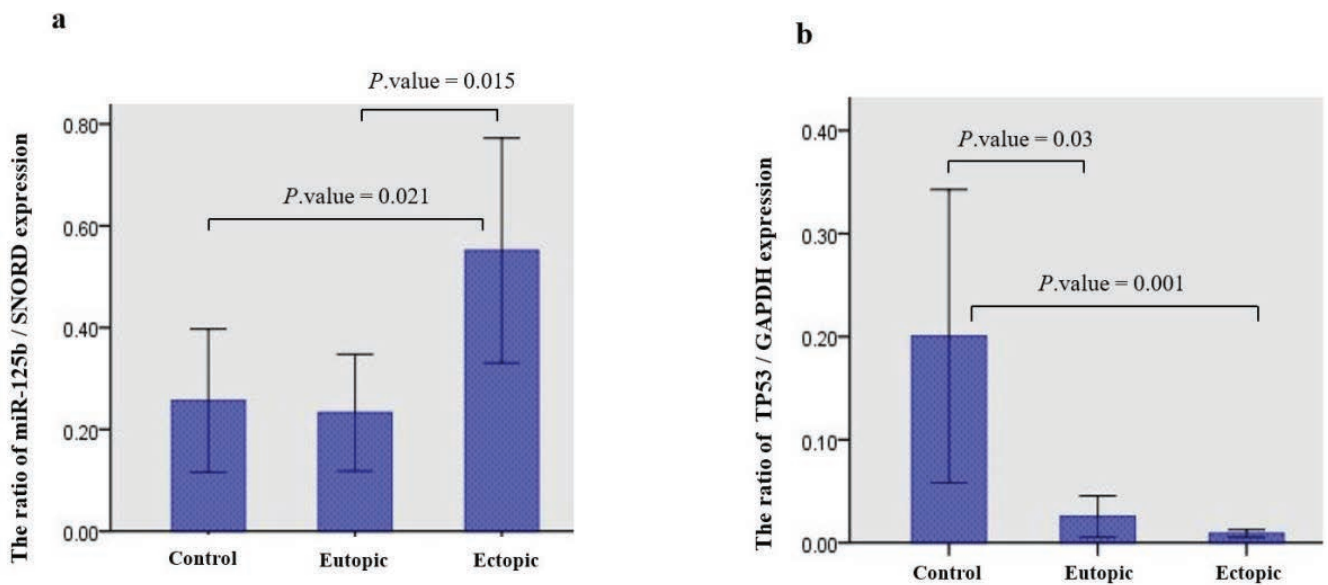 a
P.value = 0.015
P.value = 0.021
The ratio of miR-125b / SNORD expression
0.80
0.60
0.40
0.20
0.00
Control Eutopic Ectopic
b
P.value = 0.03
P.value = 0.001
The ratio of TP53 / GAPDH expression
0.40
0.30
0.20
0.10
0.00
Control Eutopic Ectopic